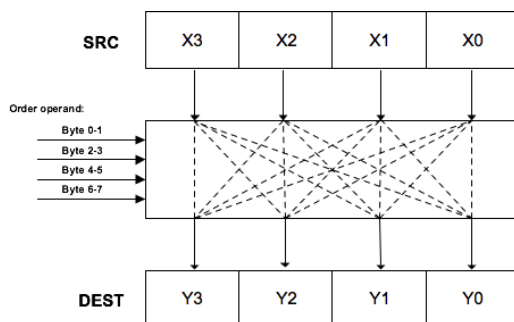 SRC X3 X2 X1 X0
Order operand:
Byte 0-1
Byte 2-3
Byte 4-5
Byte 6-7
DEST Y3 Y2 Y1 Y0